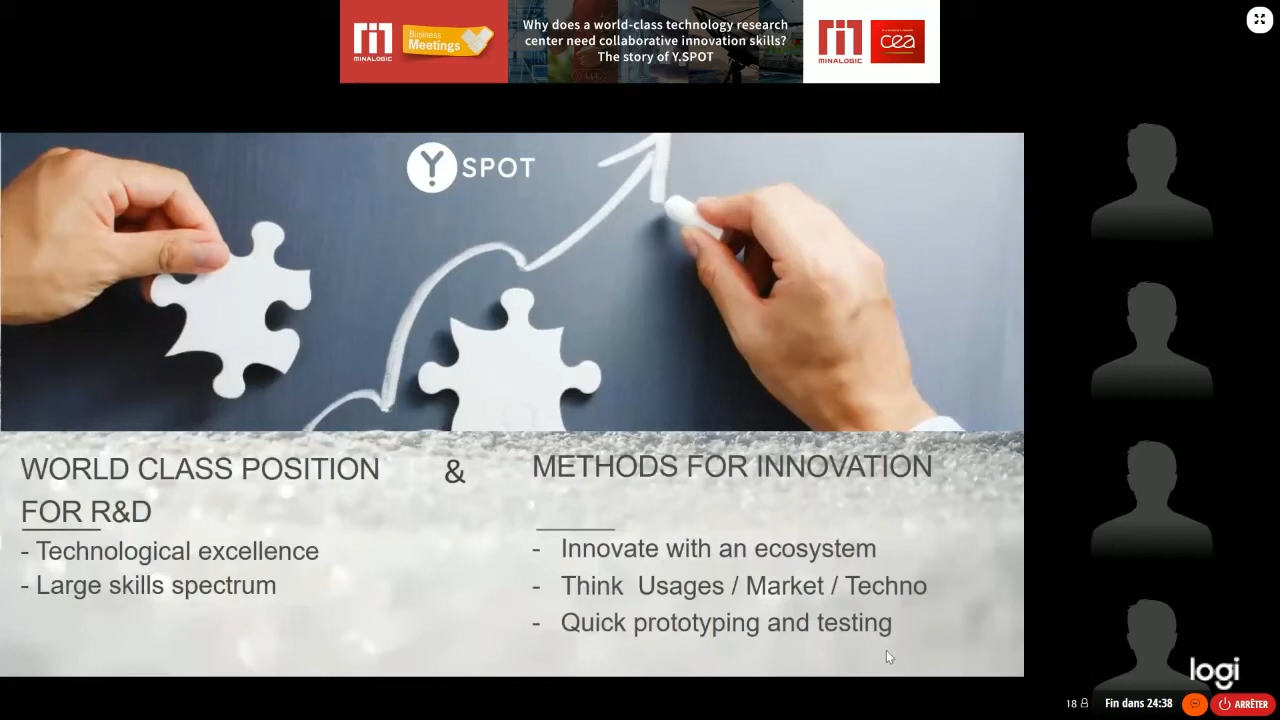 MINALOGIC
Business
Meetings
Why does a world-class technology research
center need collaborative innovation skills?
The story of Y.SPOT
MINALOGIC
cea
Y SPOT
WORLD CLASS POSITION
FOR R&D
&
METHODS FOR INNOVATION
- Technological excellence
- Large skills spectrum
- Innovate with an ecosystem
- Think Usages / Market / Techno
- Quick prototyping and testing
logi
18
Fin dans 24:38
ARRÊTER